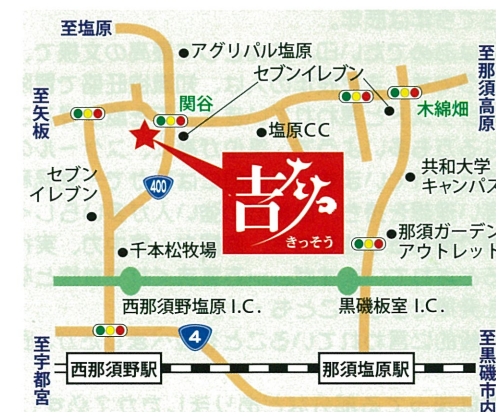 至塩原
アグリパル塩原
セブンイレブン
至那須高原
至矢板
関谷
木綿畑
塩原CC
共和大学
キャンパス
セブン
イレブン
400
吉夛
きっそう
那須ガーデン
アウトレット
千本松牧場
西那須野塩原 I.C.
黒磯板室 I.C.
4
至宇都宮
西那須野駅
那須塩原駅
至黒磯市内